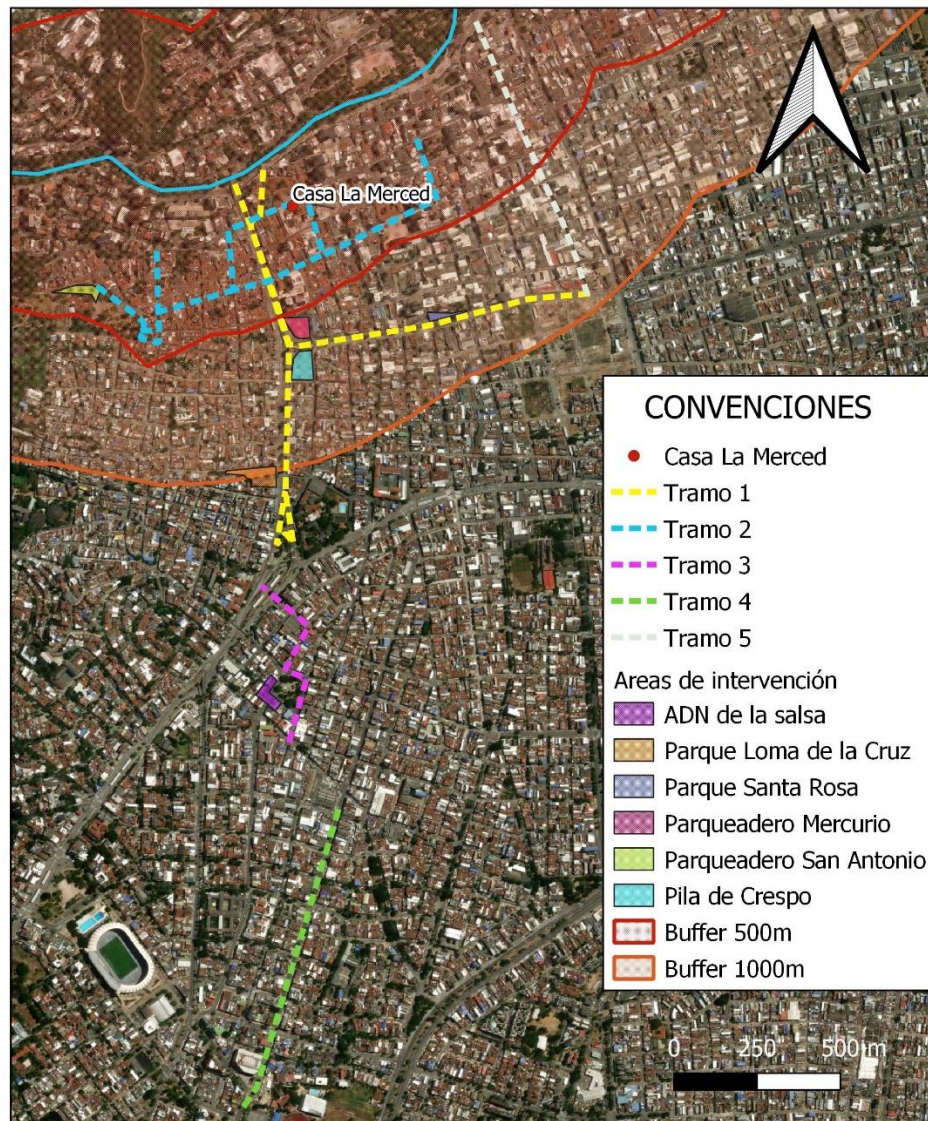 Casa La Merced
CONVENCIONES
Casa La Merced
Tramo 1
Tramo 2
Tramo 3
Tramo 4
Tramo 5
Areas de intervención
ADN de la salsa
Parque Loma de la Cruz
Parque Santa Rosa
Parqueadero Mercurio
Parqueadero San Antonio
Pila de Crespo
Buffer 500m
Buffer 1000m
0 250 500 m